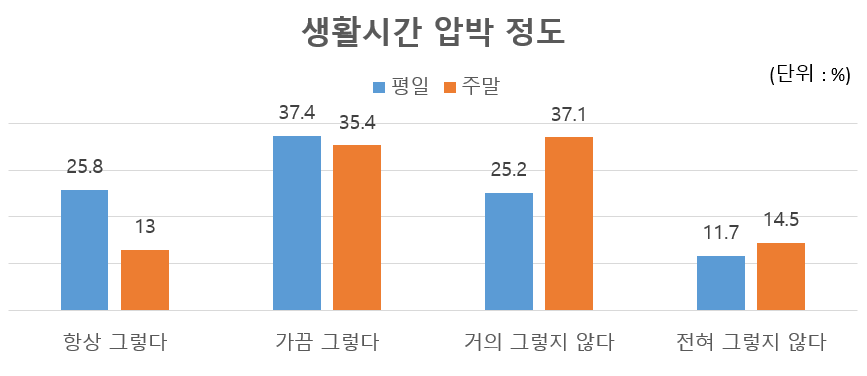 생활시간 압박 정도
(단위 : %)
평일 주말
25.8 13 37.4 35.4 25.2 37.1 11.7 14.5
항상 그렇다 가끔 그렇다 거의 그렇지 않다 전혀 그렇지 않다